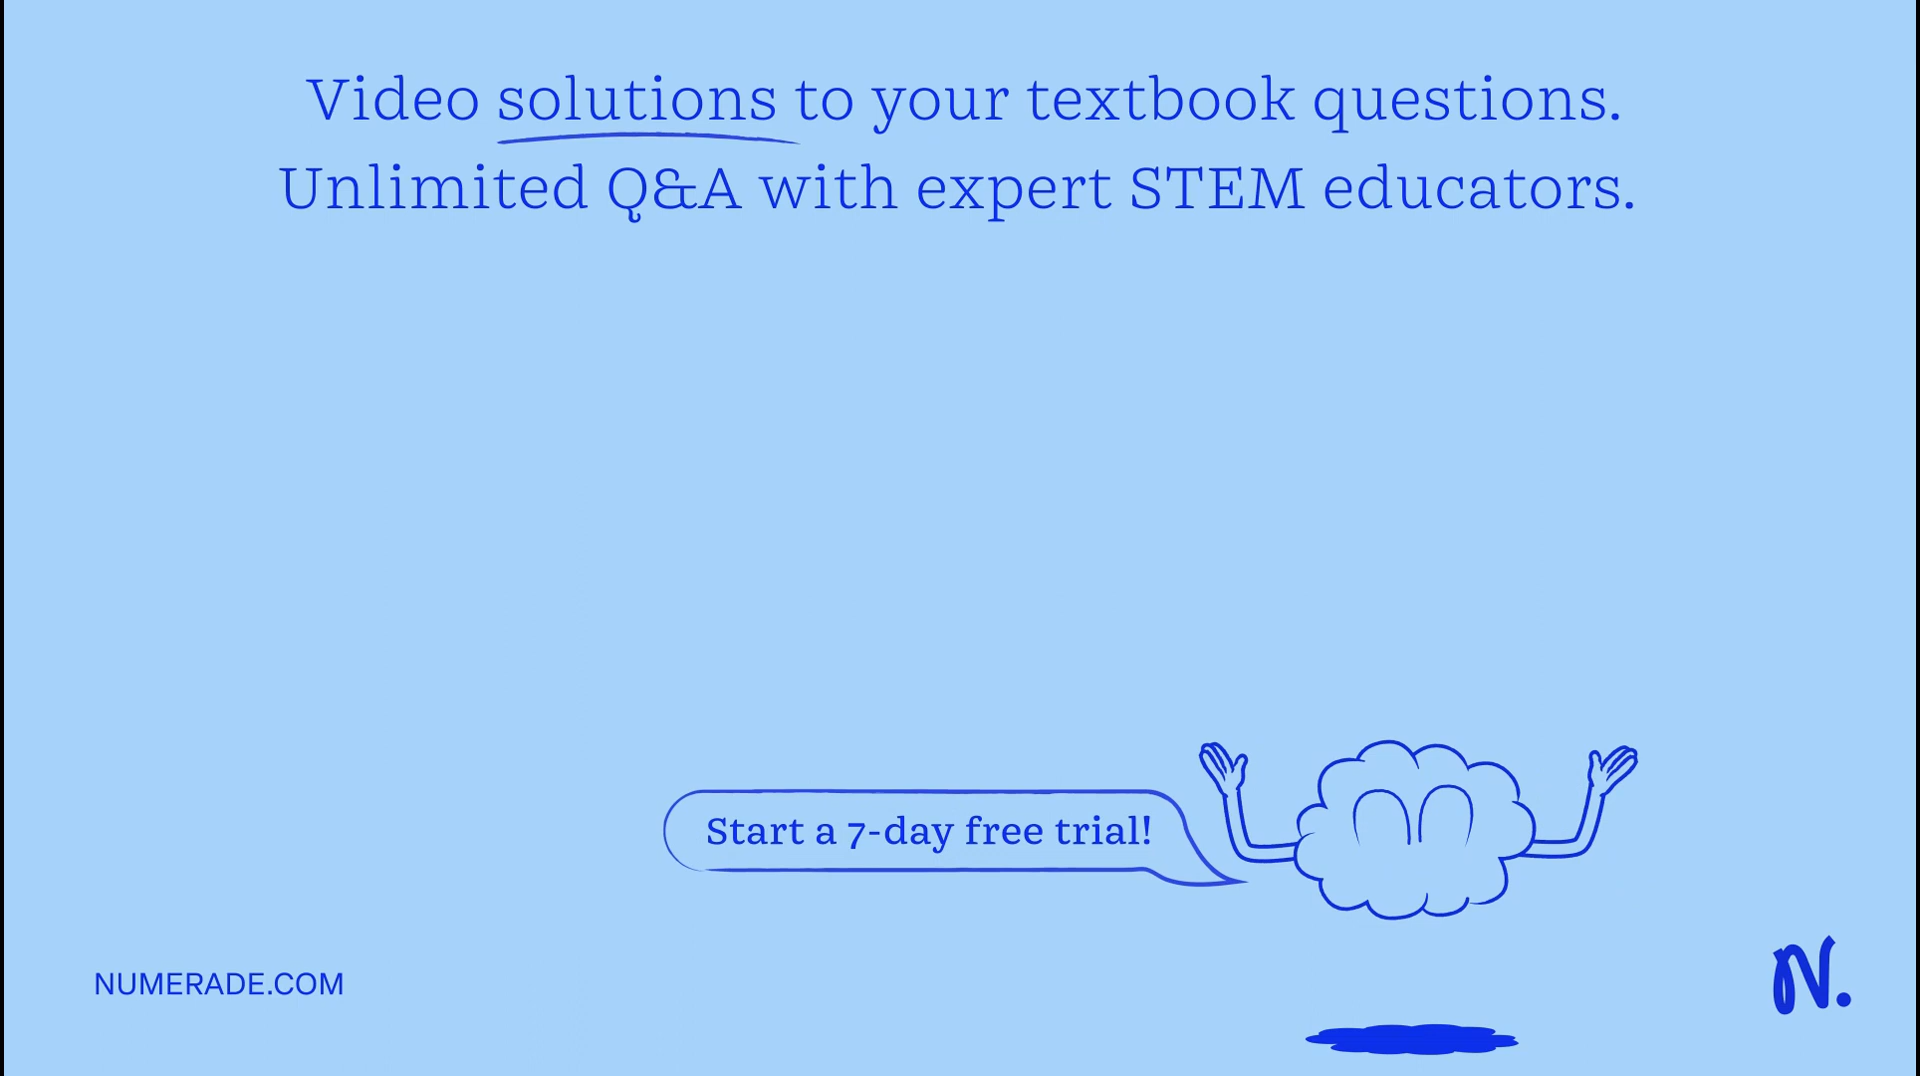 Video solutions to your textbook questions.
Unlimited Q&A with expert STEM educators.
Start a 7-day free trial!
NUMERADE.COM
N.